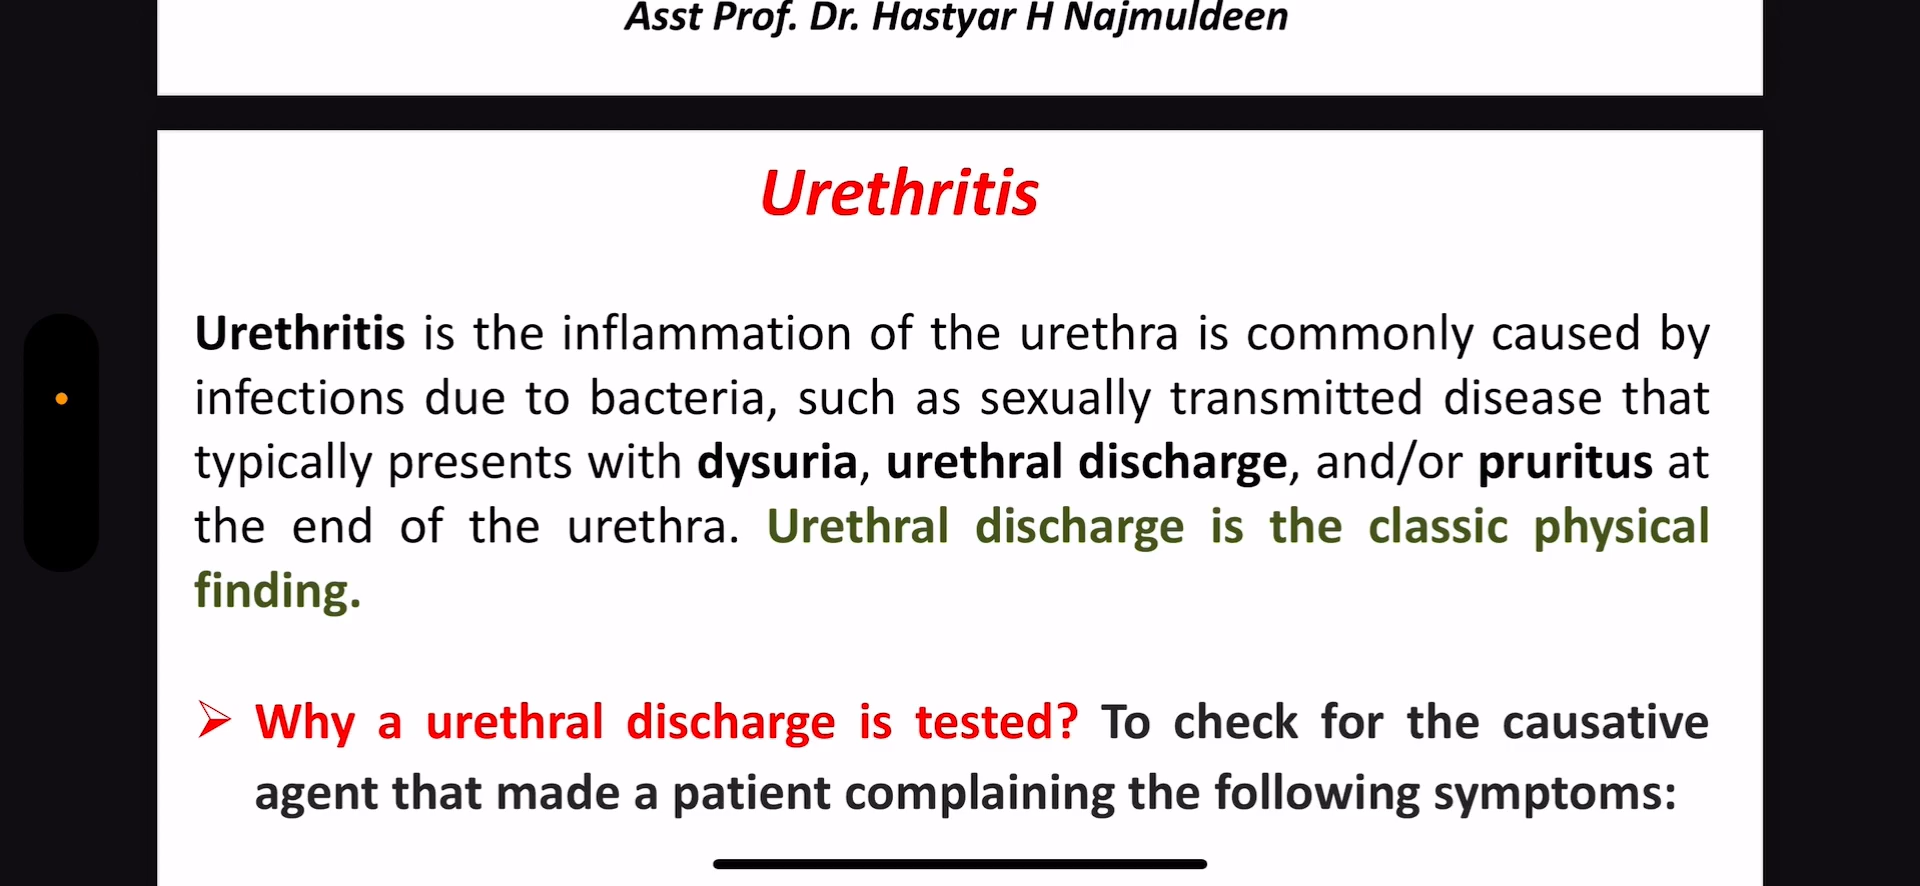 Asst Prof. Dr. Hastyar H Najmuldeen
Urethritis
Urethritis is the inflammation of the urethra is commonly caused by
infections due to bacteria, such as sexually transmitted disease that
typically presents with dysuria, urethral discharge, and/or pruritus at
the end of the urethra. Urethral discharge is the classic physical
finding.
➢ Why a urethral discharge is tested? To check for the causative
agent that made a patient complaining the following symptoms: